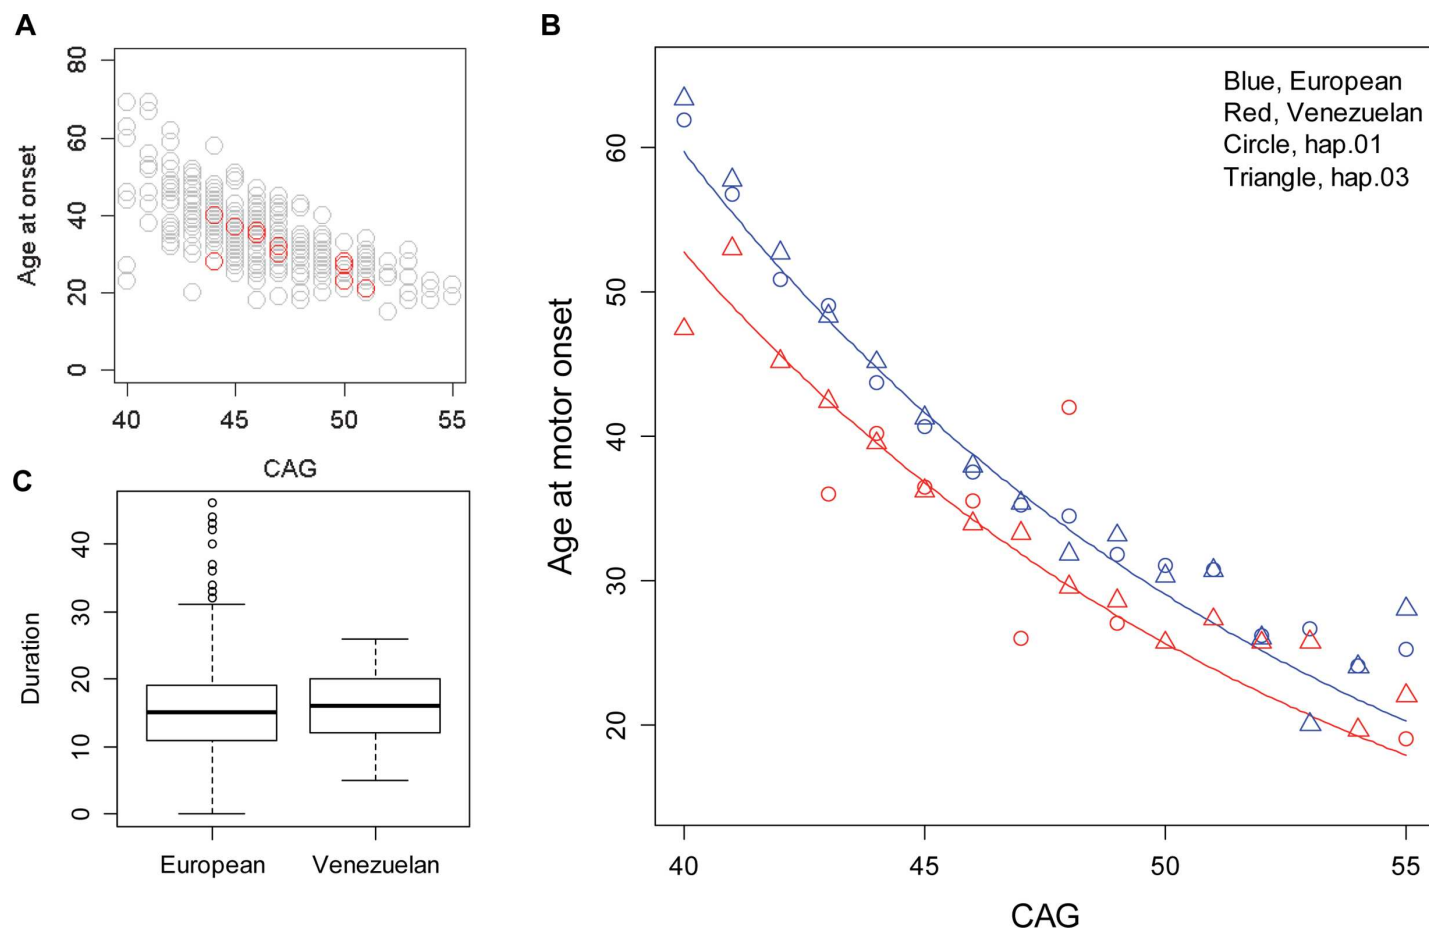 A
80
60
40
20
0
Age at onset
40 45 50 55
CAG
B
Blue, European
Red, Venezuelan
Circle, hap.01
Triangle, hap.03
60
50
40
30
20
Age at motor onset
40 45 50 55
CAG
C
40
30
20
10
0
Duration
European Venezuelan